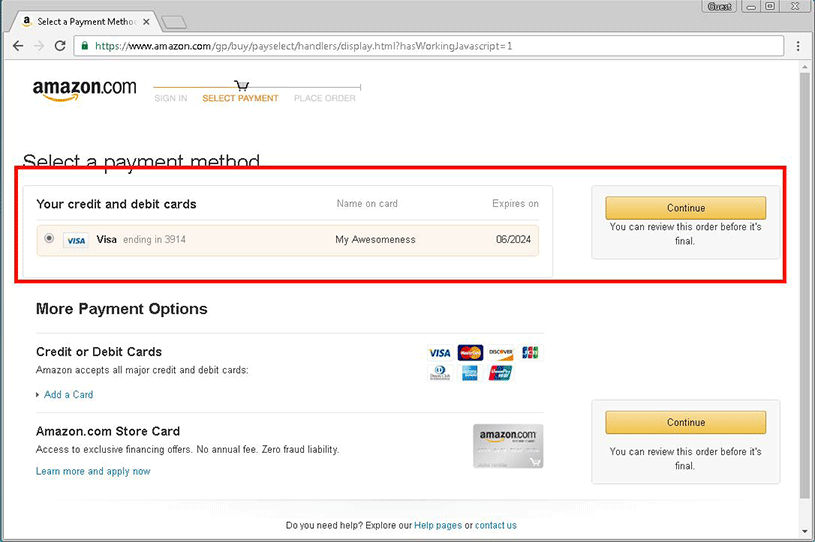 Guest
a Select a Payment Metho
https://www.amazon.com/gp/buy/payselect/handlers/display.html?hasWorkingJavascript=1
amazon.com
SIGN IN SELECT PAYMENT PLACE ORDER
Select a payment method
Your credit and debit cards Name on card Expires on
VISA Visa ending in 3914 My Awesomeness 06/2024
Continue
You can review this order before it's
final.
More Payment Options
Credit or Debit Cards
Amazon accepts all major credit and debit cards:
VISA MasterCard DISCOVER JCB
Add a Card
Amazon.com Store Card
Access to exclusive financing offers. No annual fee. Zero fraud liability.
Learn more and apply now
amazon.com
Continue
You can review this order before it's
final.
Do you need help? Explore our Help pages or contact us